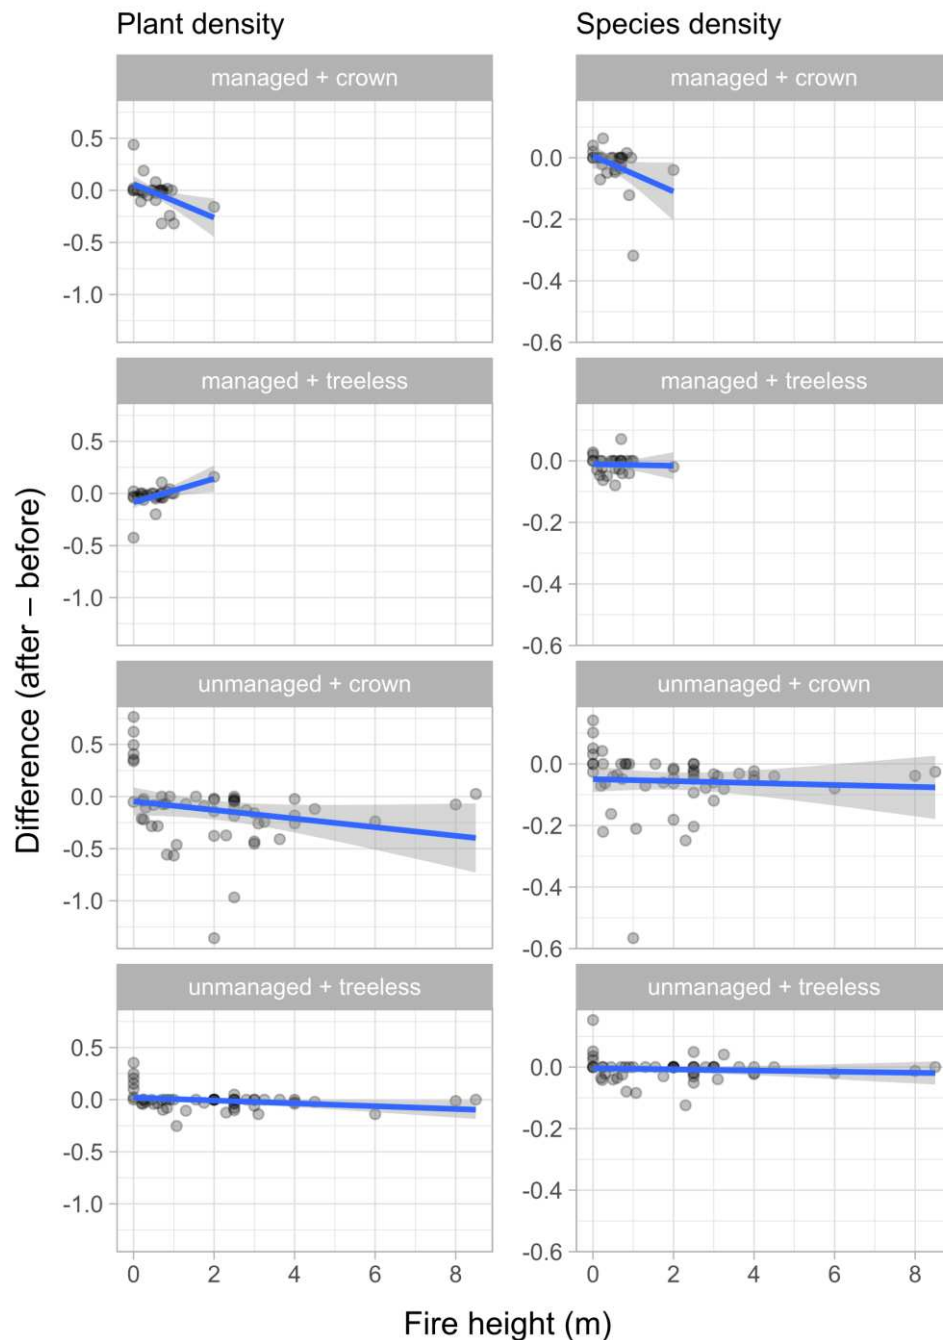 Plant density
Species density
managed + crown
managed + crown
0.5
0.0
-0.5
-1.0
0.0
-0.2
-0.4
-0.6
managed + treeless
managed + treeless
0.5
0.0
-0.5
-1.0
0.0
-0.2
-0.4
-0.6
unmanaged + crown
unmanaged + crown
0.5
0.0
-0.5
-1.0
0.0
-0.2
-0.4
-0.6
unmanaged + treeless
unmanaged + treeless
0.5
0.0
-0.5
-1.0
0.0
-0.2
-0.4
-0.6
0 2 4 6 8
0 2 4 6 8
Difference (after – before)
Fire height (m)